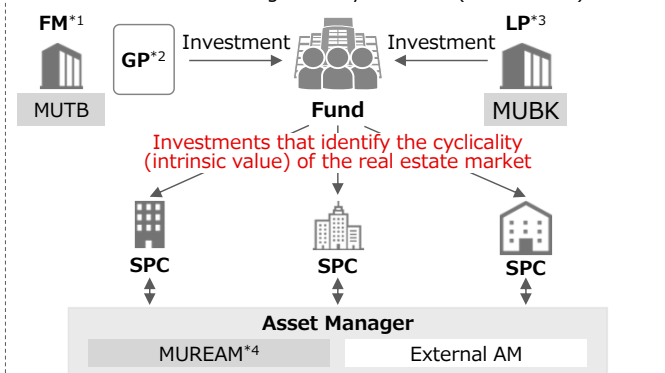 FM*1
LP*3
GP*2
Investment
Investment
MUTB
Fund
MUBK
Investments that identify the cyclicality
(intrinsic value) of the real estate market
SPC
SPC
SPC
Asset Manager
MUREAM*4
External AM